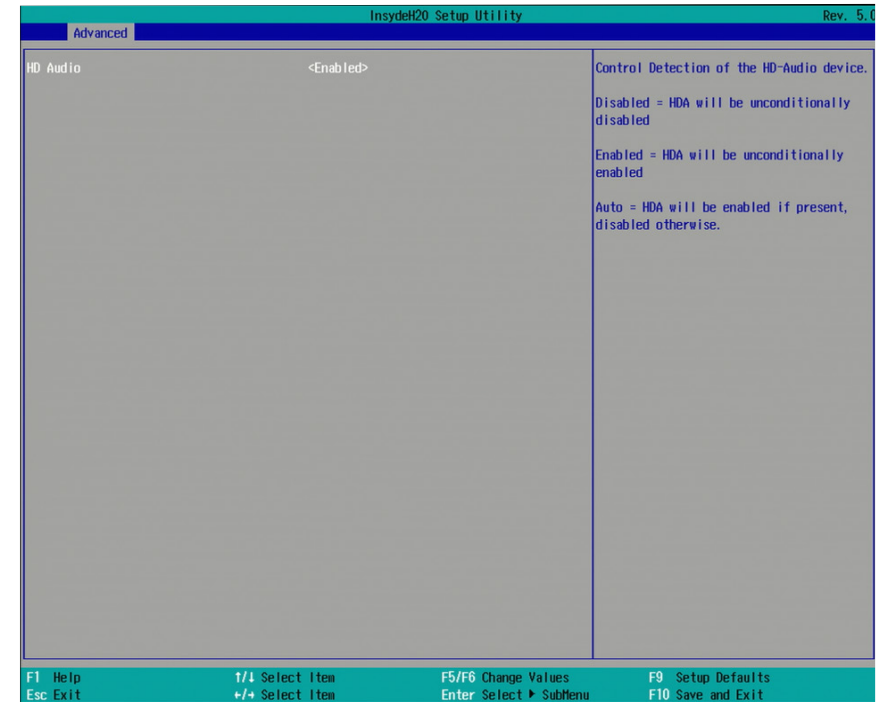 InsydeH20 Setup Utility Rev. 5.0
Advanced
HD Audio <Enabled>
Control Detection of the HD-Audio device.
Disabled = HDA will be unconditionally
disabled
Enabled = HDA will be unconditionally
enabled
Auto = HDA will be enabled if present,
disabled otherwise.
F1 Help ↑/↓ Select Item F5/F6 Change Values F9 Setup Defaults
Esc Exit ←/→ Select Item Enter Select ▶ SubMenu F10 Save and Exit